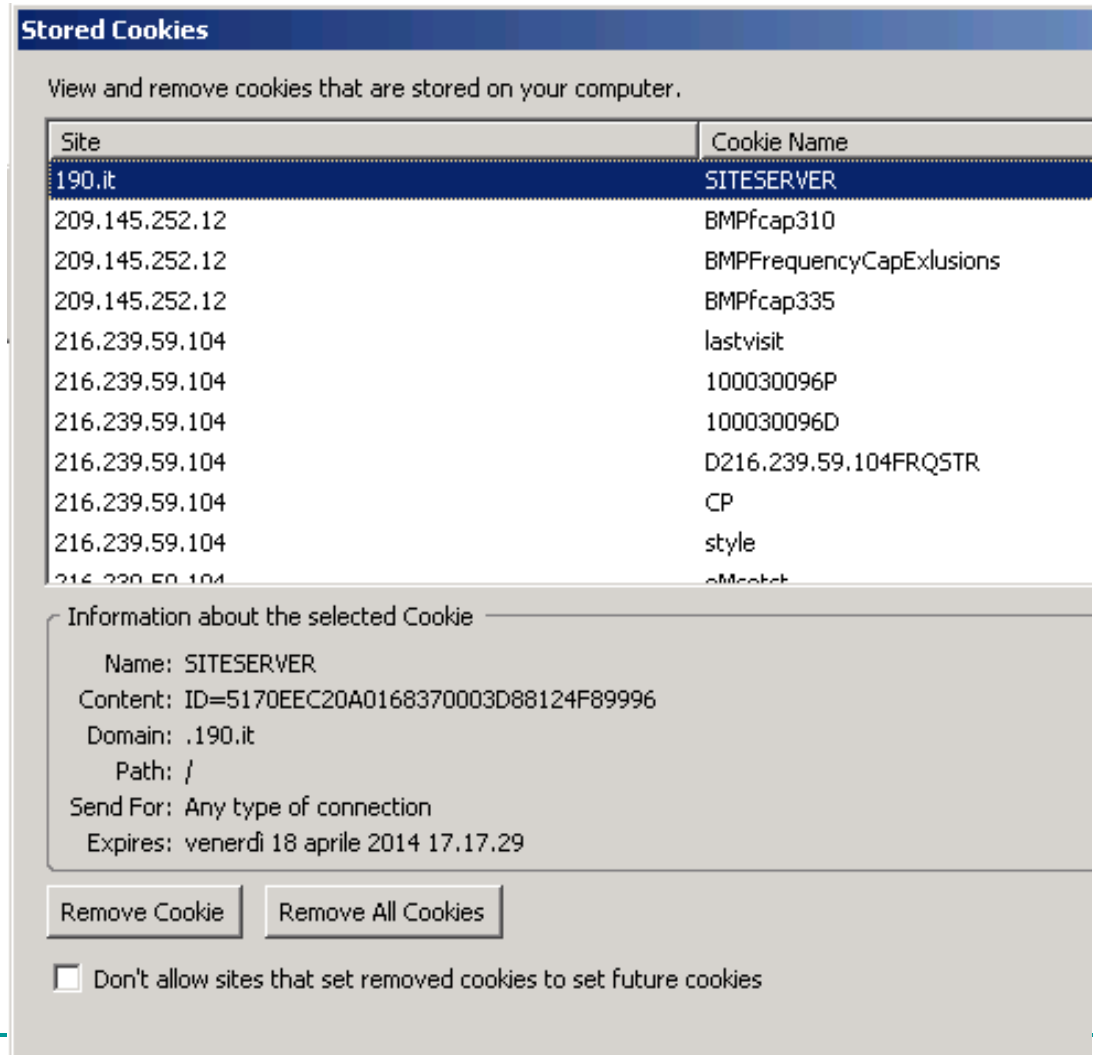 Stored Cookies
View and remove cookies that are stored on your computer.
Site Cookie Name
190.it SITESERVER
209.145.252.12 BMPfcap310
209.145.252.12 BMPFrequencyCapExlusions
209.145.252.12 BMPfcap335
216.239.59.104 lastvisit
216.239.59.104 100030096P
216.239.59.104 100030096D
216.239.59.104 D216.239.59.104FRQSTR
216.239.59.104 CP
216.239.59.104 style
216.239.59.104
Information about the selected Cookie
Name: SITESERVER
Content: ID=5170EEC20A0168370003D88124F89996
Domain: .190.it
Path: /
Send For: Any type of connection
Expires: venerdì 18 aprile 2014 17.17.29
Remove Cookie Remove All Cookies
Don't allow sites that set removed cookies to set future cookies